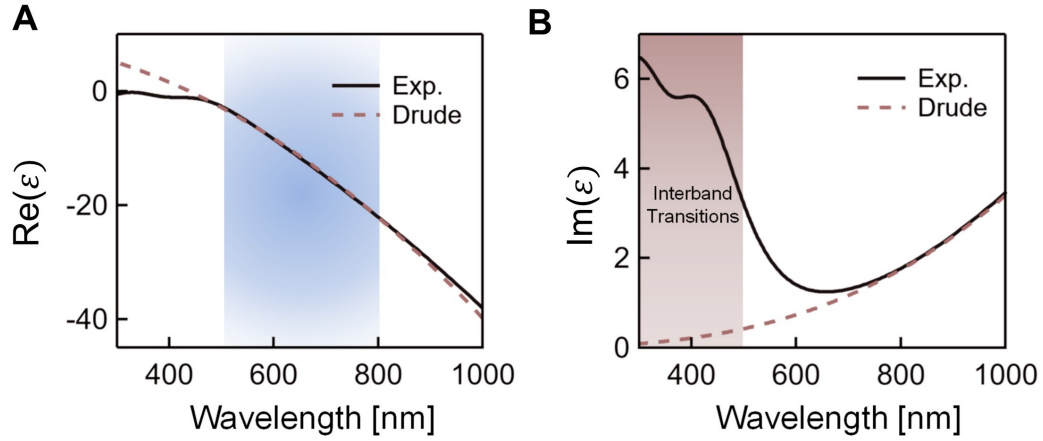 A
Re(ε)
0
-20
-40
400
600
800
1000
Wavelength [nm]
Exp.
Drude
B
Im(ε)
6
4
2
0
400
600
800
1000
Wavelength [nm]
Exp.
Drude
Interband
Transitions